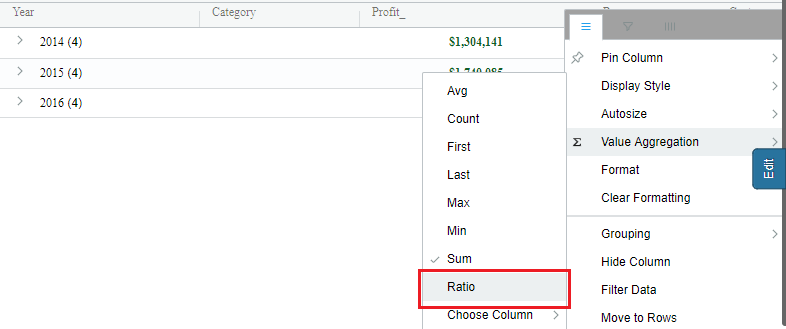 Year Category Profit_
2014 (4) $1,304,141
2015 (4) $1,740,085
2016 (4)
Avg
Count
First
Last
Max
Min
Sum
Ratio
Choose Column
Pin Column
Display Style
Autosize
Value Aggregation
Format
Clear Formatting
Grouping
Hide Column
Filter Data
Move to Rows
Edit